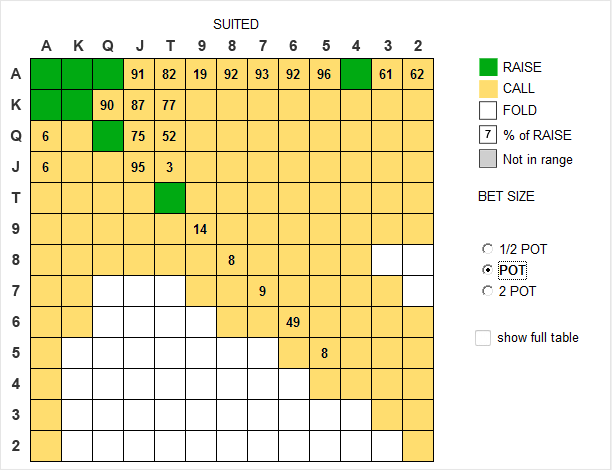 SUITED
A K Q J T 9 8 7 6 5 4 3 2
A 91 82 19 92 93 92 96 61 62
K 90 87 77
Q 6 75 52
J 6 95 3
T
9 14
8 8
7 9
6 49
5 8
4
3
2
RAISE
CALL
FOLD
7 % of RAISE
Not in range
BET SIZE
1/2 POT
POT
2 POT
show full table